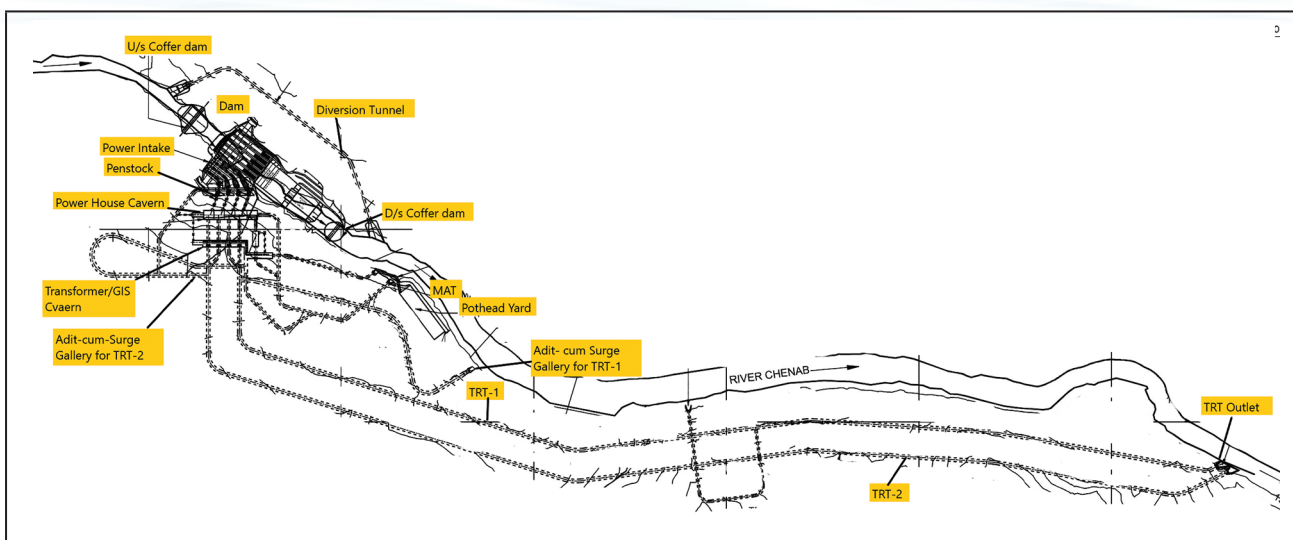 U/s Coffer dam
Dam
Diversion Tunnel
Power Intake
Penstock
Power House Cavern
D/s Coffer dam
Transformer/GIS
Cvaern
MAT
Pothead Yard
Adit-cum-Surge
Gallery for TRT-2
Adit- cum Surge
Gallery for TRT-1
RIVER CHENAB
TRT-1
TRT Outlet
TRT-2